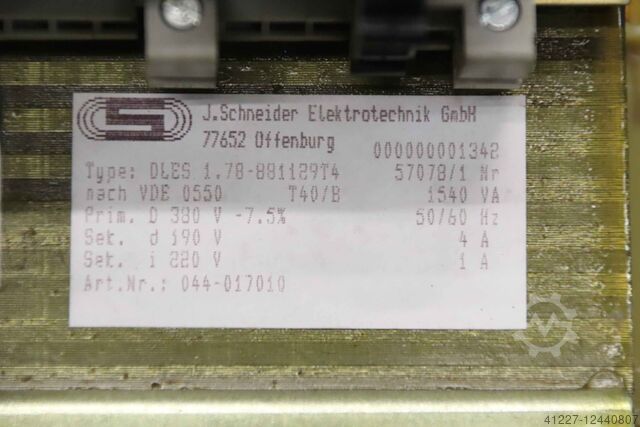 J.Schneider Elektrotechnik GmbH
77652 Offenburg 000000001342
Type: DLES 1.78-881129T4 57078/1 Nr
nach VDE 0550 T40/B 1540 VA
Prim. D 380 V -7.5% 50/60 Hz
Sek. d 190 V 4 A
Sek. i 220 V 1 A
Art.Nr.: 044-017010
41227-12440807